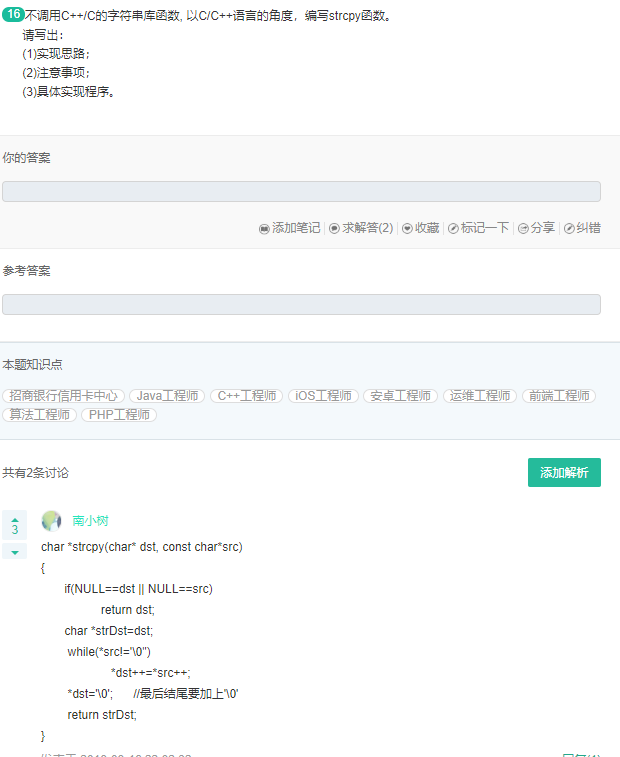 16 不调用C++/C的字符串库函数, 以C/C++语言的角度，编写strcpy函数。
请写出:
(1)实现思路；
(2)注意事项；
(3)具体实现程序。
你的答案
添加笔记 求解答(2) 收藏 标记一下 分享 纠错
参考答案
本题知识点
招商银行信用卡中心 Java工程师 C++工程师 iOS工程师 安卓工程师 运维工程师 前端工程师
算法工程师 PHP工程师
共有2条讨论 添加解析
3
南小树
char *strcpy(char* dst, const char*src)
{
if(NULL==dst || NULL==src)
return dst;
char *strDst=dst;
while(*src!='\0")
*dst++=*src++;
*dst='\0'; //最后结尾要加上'\0'
return strDst;
}